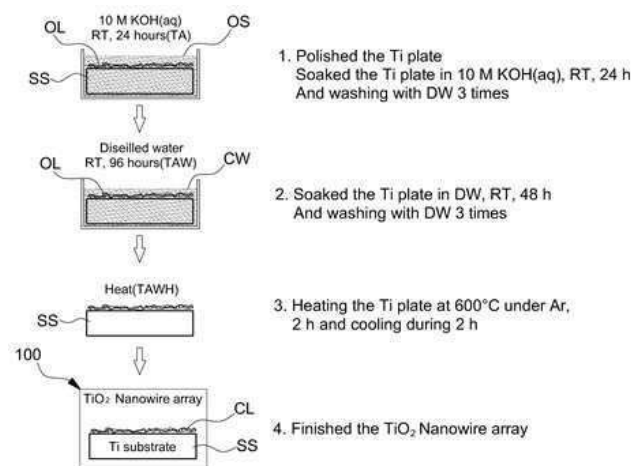 10 M KOH(aq)
RT, 24 hours(TA)
OL
OS
SS
1. Polished the Ti plate
Soaked the Ti plate in 10 M KOH(aq), RT, 24 h
And washing with DW 3 times
Diseilled water
RT, 96 hours(TAW)
OL
CW
2. Soaked the Ti plate in DW, RT, 48 h
And washing with DW 3 times
Heat(TAWH)
SS
3. Heating the Ti plate at 600°C under Ar,
2 h and cooling during 2 h
100
TiO₂ Nanowire array
CL
Ti substrate
SS
4. Finished the TiO₂ Nanowire array